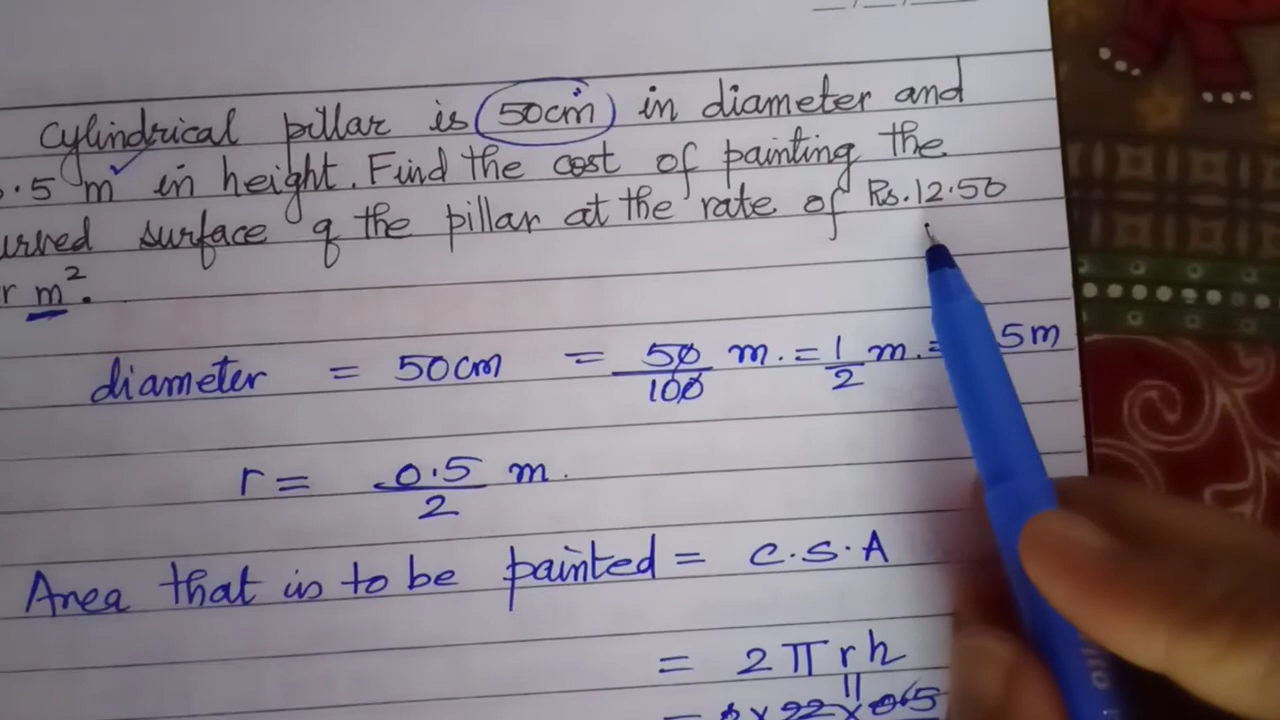 cylindrical pillar is 50cm in diameter and
.5 m in height. Find the cost of painting the
urved surface of the pillar at the rate of Rs.12.50
r m².
diameter = 50cm = 50/100 m. = 1/2 m. = 5m
r = 0.5/2 m.
Area that is to be painted = C.S.A
= 2πrh
= 22 ×